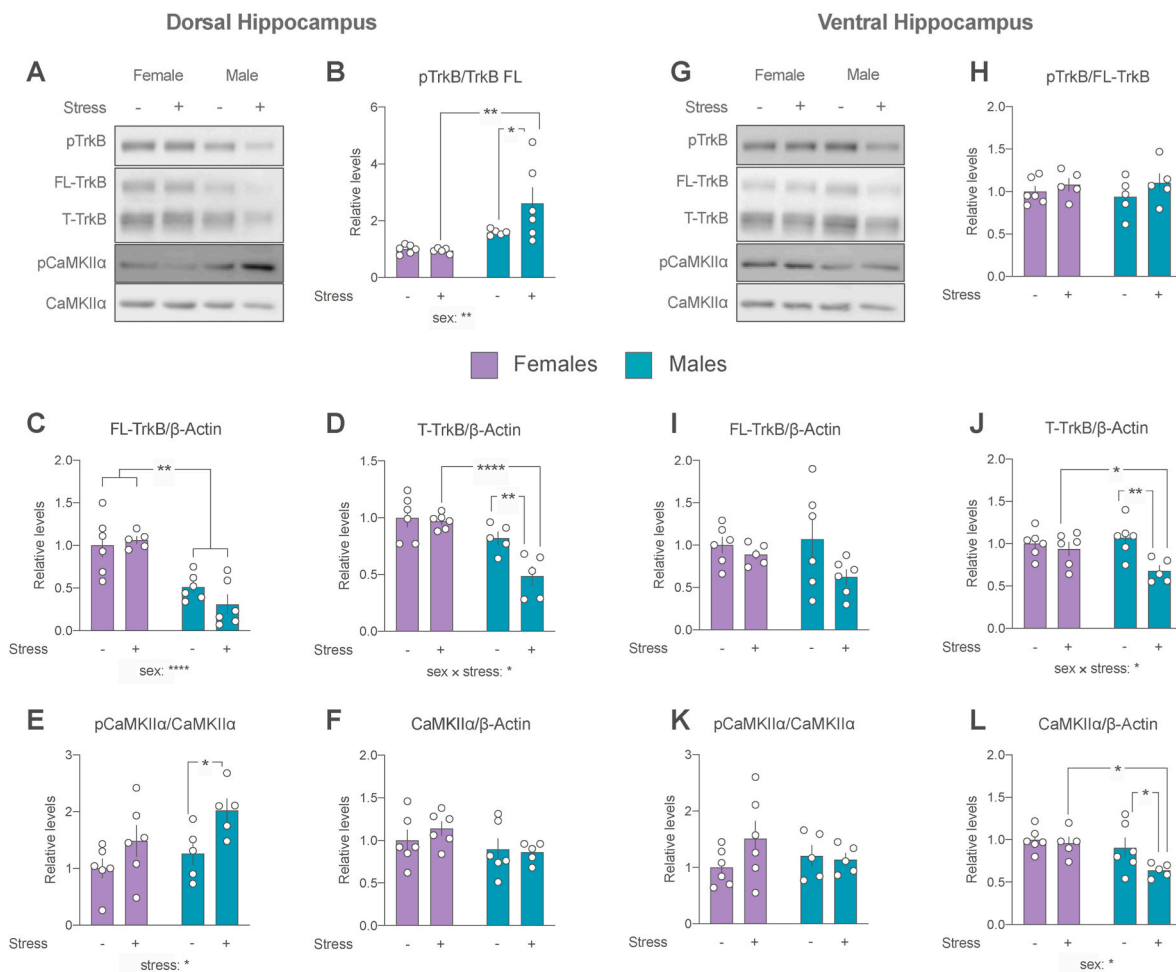 Dorsal Hippocampus
Ventral Hippocampus
A
Female Male
Stress - + - +
pTrkB
FL-TrkB
T-TrkB
pCaMKIIα
CaMKIIα
B
pTrkB/TrkB FL
Relative levels
6
4
2
0
**
*
Stress - + - +
sex: **
G
Female Male
Stress - + - +
pTrkB
FL-TrkB
T-TrkB
pCaMKIIα
CaMKIIα
H
pTrkB/FL-TrkB
Relative levels
2.0
1.5
1.0
0.5
0.0
Stress - + - +
Females Males
C
FL-TrkB/β-Actin
Relative levels
2.0
1.5
1.0
0.5
0.0
**
Stress - + - +
sex: ****
D
T-TrkB/β-Actin
Relative levels
1.5
1.0
0.5
0.0
****
**
Stress - + - +
sex × stress: *
I
FL-TrkB/β-Actin
Relative levels
2.0
1.5
1.0
0.5
0.0
Stress - + - +
J
T-TrkB/β-Actin
Relative levels
2.0
1.5
1.0
0.5
0.0
*
**
Stress - + - +
sex × stress: *
E
pCaMKIIα/CaMKIIα
Relative levels
3
2
1
0
*
Stress - + - +
stress: *
F
CaMKIIα/β-Actin
Relative levels
2.0
1.5
1.0
0.5
0.0
Stress - + - +
K
pCaMKIIα/CaMKIIα
Relative levels
3
2
1
0
Stress - + - +
L
CaMKIIα/β-Actin
Relative levels
2.0
1.5
1.0
0.5
0.0
*
*
Stress - + - +
sex: *